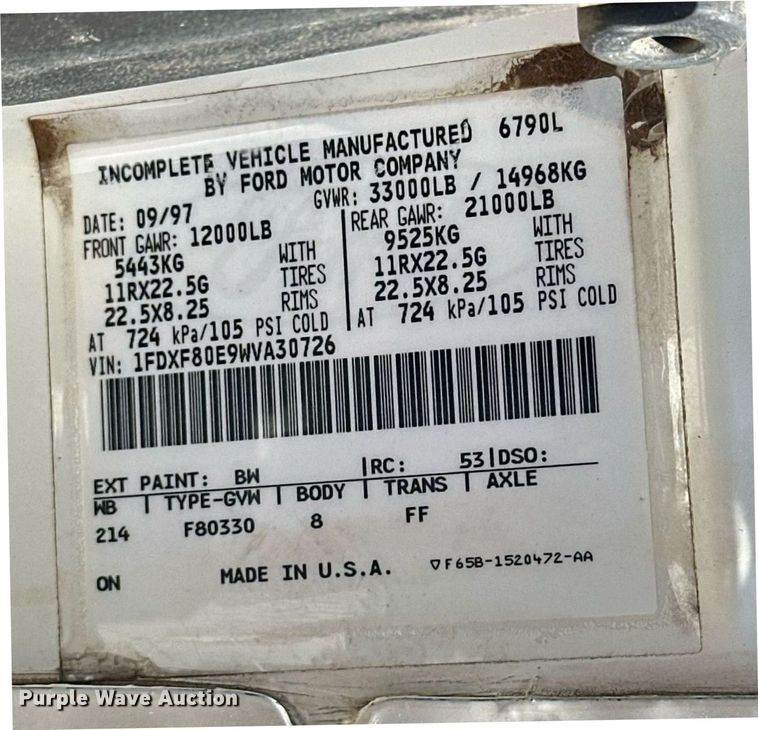 INCOMPLETE VEHICLE MANUFACTURED 6790L
BY FORD MOTOR COMPANY
DATE: 09/97 GVWR: 33000LB / 14968KG
FRONT GAWR: 12000LB REAR GAWR: 21000LB
5443KG WITH 9525KG WITH
11RX22.5G TIRES 11RX22.5G TIRES
22.5X8.25 RIMS 22.5X8.25 RIMS
AT 724 kPa/105 PSI COLD AT 724 kPa/105 PSI COLD
VIN: 1FDXF80E9WVA30726
EXT PAINT: BW RC: 53 DSO:
WB TYPE-GVW BODY TRANS AXLE
214 F80330 8 FF
ON MADE IN U.S.A. ▽F65B-1520472-AA
Purple Wave Auction